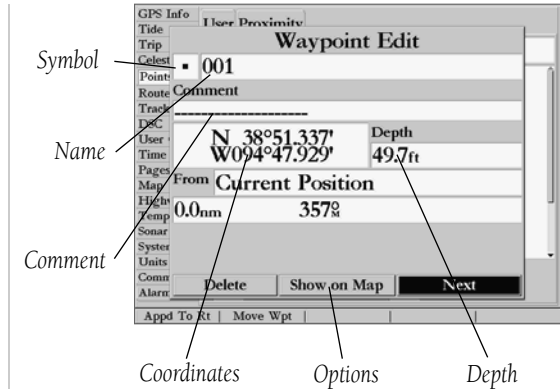 GPS Info
User Proximity
Tide
Trip
Celest
Points
Route
Track
DSC
User
Time
Pages
Map
High
Temp
Sonar
System
Units
Comm
Alarm
Waypoint Edit
001
Comment
--------------------
N 38°51.337'
W094°47.929'
Depth
49.7ft
From Current Position
0.0nm 357°M
Delete Show on Map Next
Appd To Rt Move Wpt
Symbol
Name
Comment
Coordinates
Options
Depth